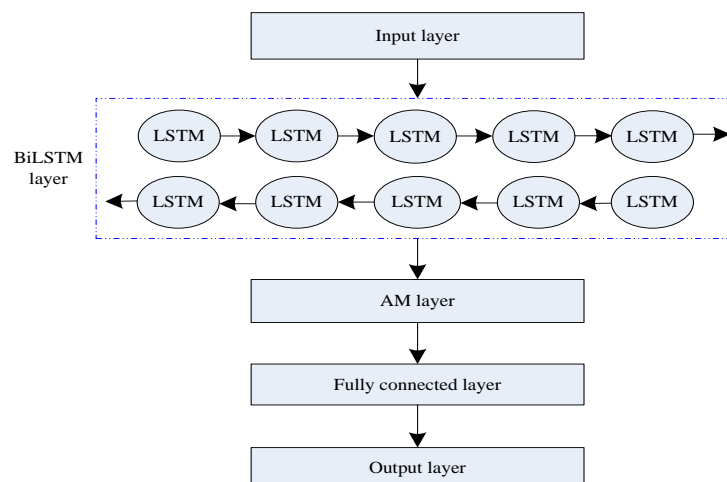 Input layer
LSTM LSTM LSTM LSTM LSTM
BiLSTM
layer
LSTM LSTM LSTM LSTM LSTM
AM layer
Fully connected layer
Output layer